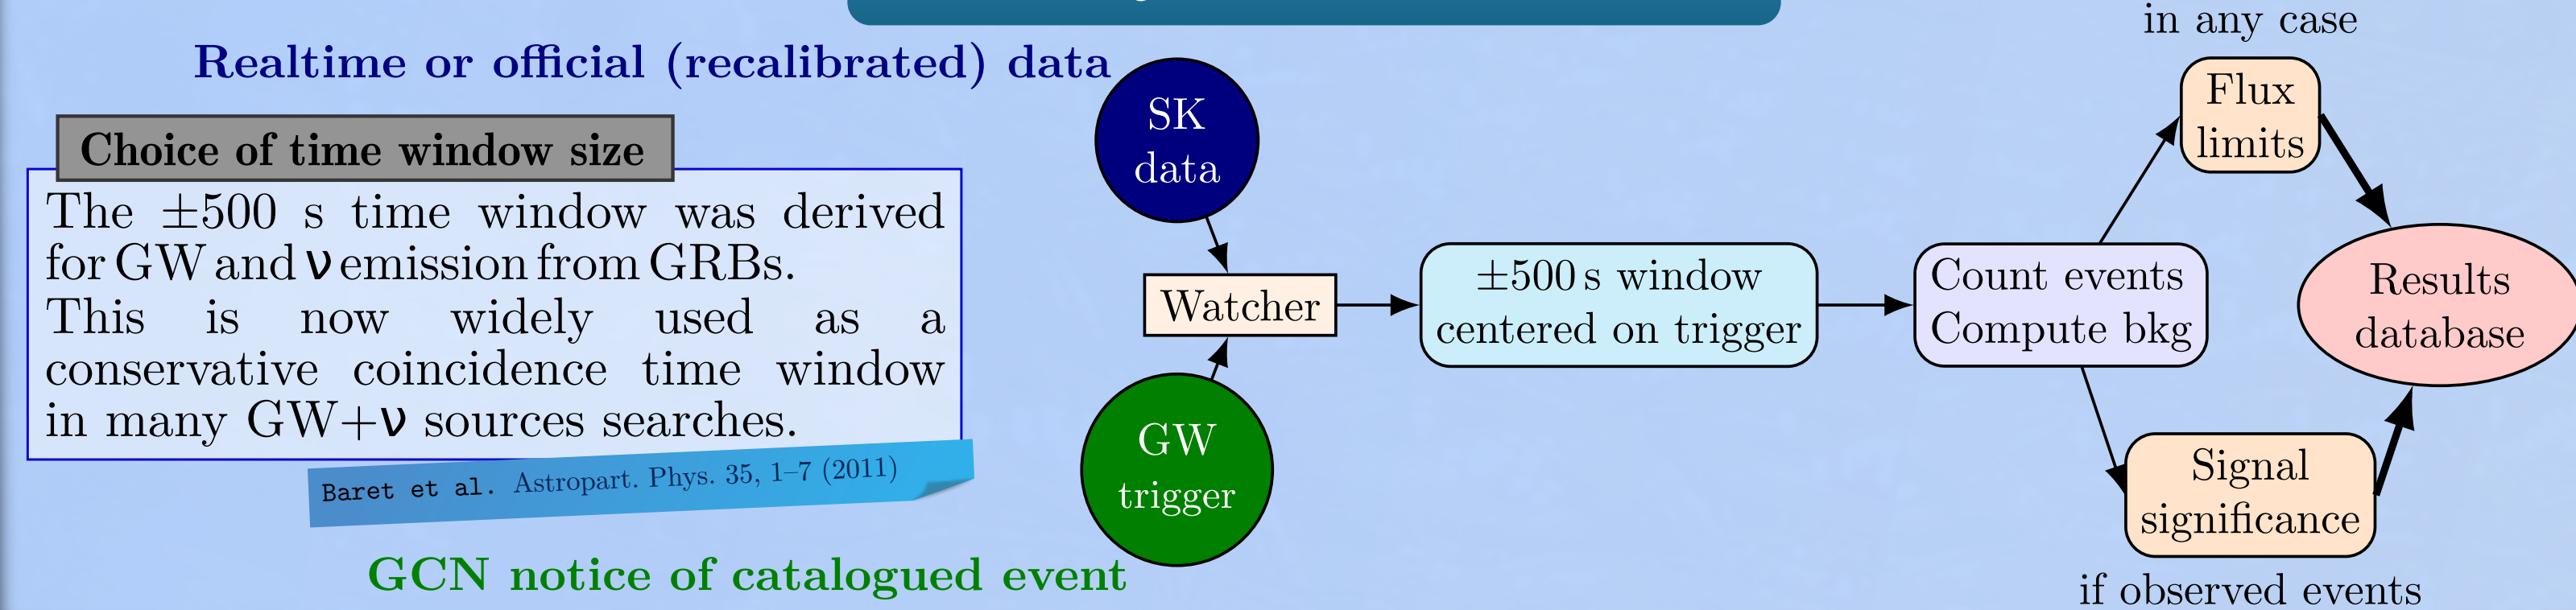 Realtime or official (recalibrated) data
Choice of time window size
The ±500 s time window was derived
for GW and ν emission from GRBs.
This is now widely used as a
conservative coincidence time window
in many GW+ν sources searches.
Baret et al. Astropart. Phys. 35, 1–7 (2011)
GCN notice of catalogued event
SK
data
Watcher
GW
trigger
±500 s window
centered on trigger
Count events
Compute bkg
in any case
Flux
limits
Signal
significance
if observed events
Results
database